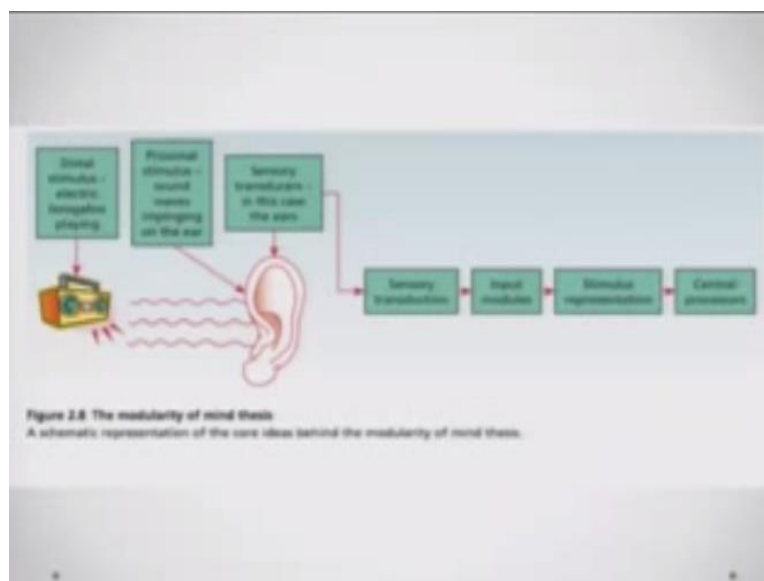 Distal
stimulus –
electric
playing
Proximal
stimulus –
sound
waves
impinging
on the ear
Sensory
transducers –
in this case
the ears
Sensory
transduction
Input
modules
Stimulus
representation
Central
processors
Figure 2.8 The modularity of mind thesis
A schematic representation of the core ideas behind the modularity of mind thesis.